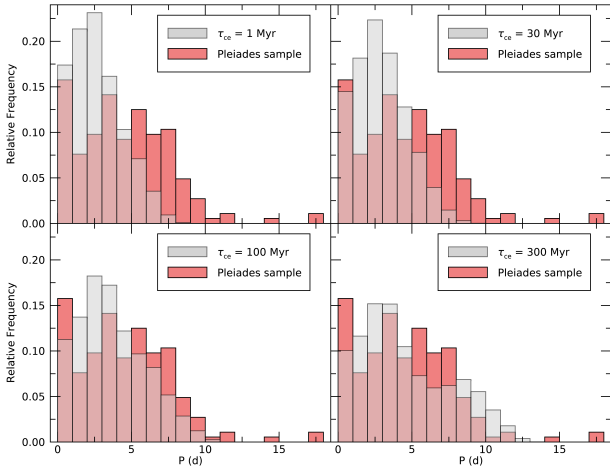 τce = 1 Myr
Pleiades sample
τce = 30 Myr
Pleiades sample
Relative Frequency
0.20
0.15
0.10
0.05
0.00
τce = 100 Myr
Pleiades sample
τce = 300 Myr
Pleiades sample
Relative Frequency
0.20
0.15
0.10
0.05
0.00
0 5 10 15 0 5 10 15
P (d) P (d)